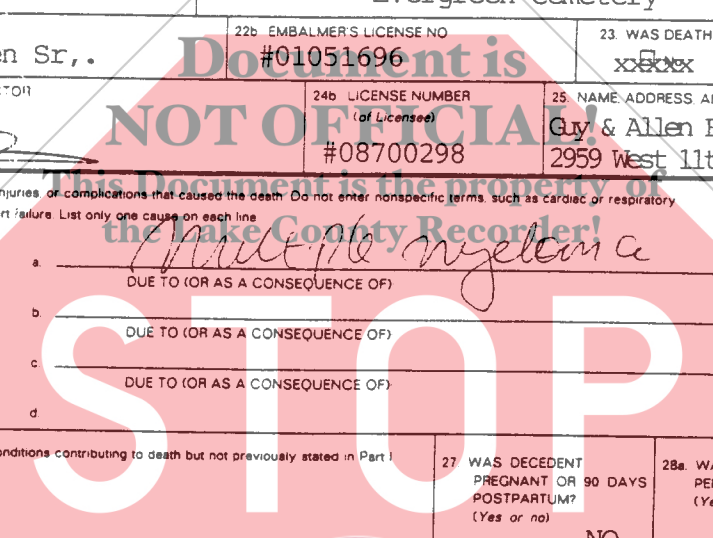 Evergreen Cemetery
22b EMBALMER'S LICENSE NO
23. WAS DEATH
en Sr,.
#01051696
Document is
TOR
24b LICENSE NUMBER
(of Licensee)
25. NAME, ADDRESS, A
NOT OFFICIAL!
Guy & Allen F
#08700298
2959 West 11t
This Document is the property of
njuries, or complications that caused the death Do not enter nonspecific terms, such as cardiac or respiratory
rt failure. List only one cause on each line
the Lake County Recorder!
a. Multiple myeloma
DUE TO (OR AS A CONSEQUENCE OF)
b.
DUE TO (OR AS A CONSEQUENCE OF)
c.
DUE TO (OR AS A CONSEQUENCE OF)
d.
STOP
onditions contributing to death but not previously stated in Part I
27 WAS DECEDENT
PREGNANT OR 90 DAYS
POSTPARTUM?
(Yes or no)
NO
28a. WA
PE
(Ye